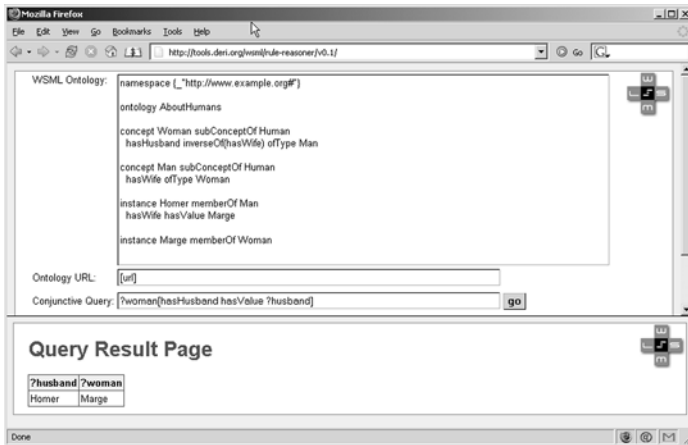 Mozilla Firefox
File Edit View Go Bookmarks Tools Help
http://tools.deri.org/wsml/rule-reasoner/v0.1/ Go G
WSML Ontology:
namespace {_"http://www.example.org#"}
ontology AboutHumans
concept Woman subConceptOf Human
hasHusband inverseOf(hasWife) ofType Man
concept Man subConceptOf Human
hasWife ofType Woman
instance Homer memberOf Man
hasWife hasValue Marge
instance Marge memberOf Woman
Ontology URL: [url]
Conjunctive Query: ?woman[hasHusband hasValue ?husband] go
Query Result Page
?husband ?woman
Homer Marge
Done